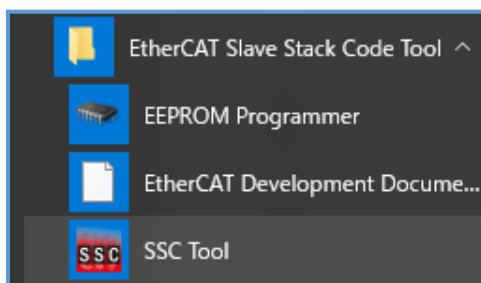 EtherCAT Slave Stack Code Tool
EEPROM Programmer
EtherCAT Development Docume...
SSC SSC Tool